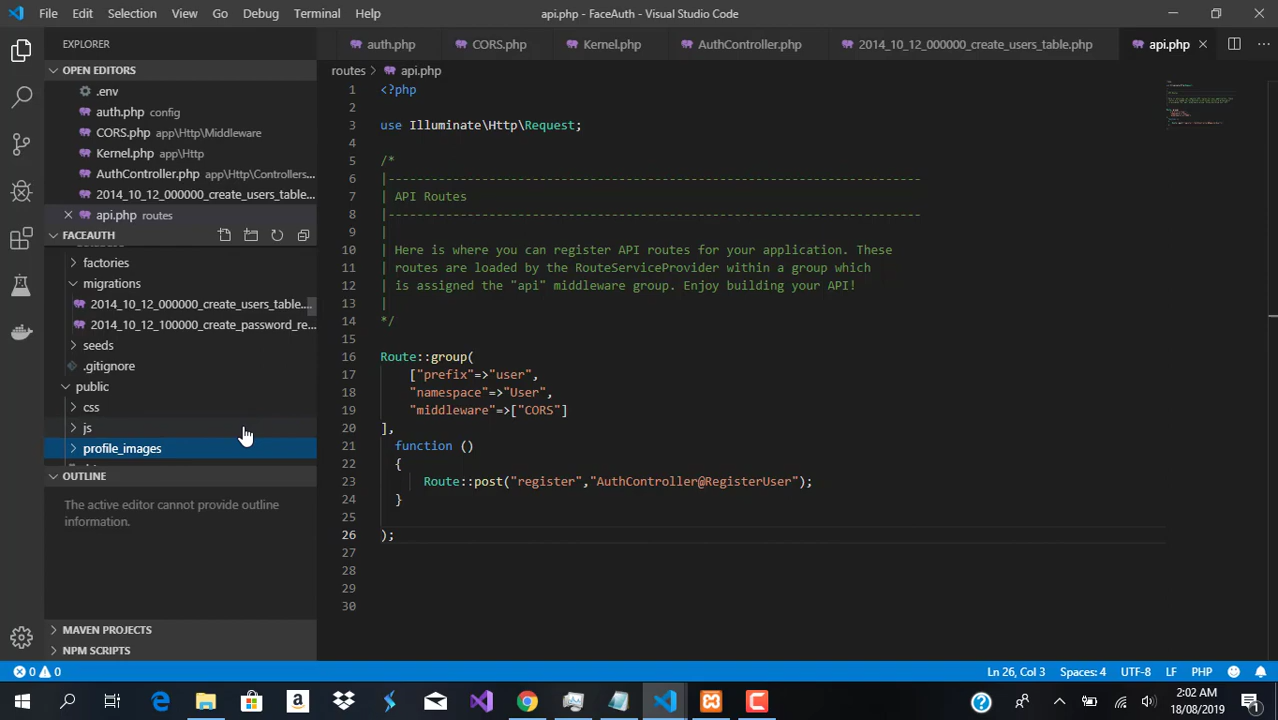 File Edit Selection View Go Debug Terminal Help
api.php - FaceAuth - Visual Studio Code
EXPLORER
auth.php CORS.php Kernel.php AuthController.php 2014_10_12_000000_create_users_table.php api.php
OPEN EDITORS
.env
auth.php config
CORS.php app\Http\Middleware
Kernel.php app\Http
AuthController.php app\Http\Controllers...
2014_10_12_000000_create_users_table...
api.php routes
FACEAUTH
factories
migrations
2014_10_12_000000_create_users_table....
2014_10_12_100000_create_password_re...
seeds
.gitignore
public
css
js
profile_images
OUTLINE
The active editor cannot provide outline
information.
MAVEN PROJECTS
NPM SCRIPTS
routes api.php
1 <?php
2
3 use Illuminate\Http\Request;
4
5 /*
6 |--------------------------------------------------------------------------
7 | API Routes
8 |--------------------------------------------------------------------------
9 |
10 | Here is where you can register API routes for your application. These
11 | routes are loaded by the RouteServiceProvider within a group which
12 | is assigned the "api" middleware group. Enjoy building your API!
13 |
14 */
15
16 Route::group(
17 ["prefix"=>"user",
18 "namespace"=>"User",
19 "middleware"=>["CORS"]
20 ],
21 function ()
22 {
23 Route::post("register","AuthController@RegisterUser");
24 }
25
26 );
27
28
29
30
0 0
Ln 26, Col 3 Spaces: 4 UTF-8 LF PHP
2:02 AM
18/08/2019
1